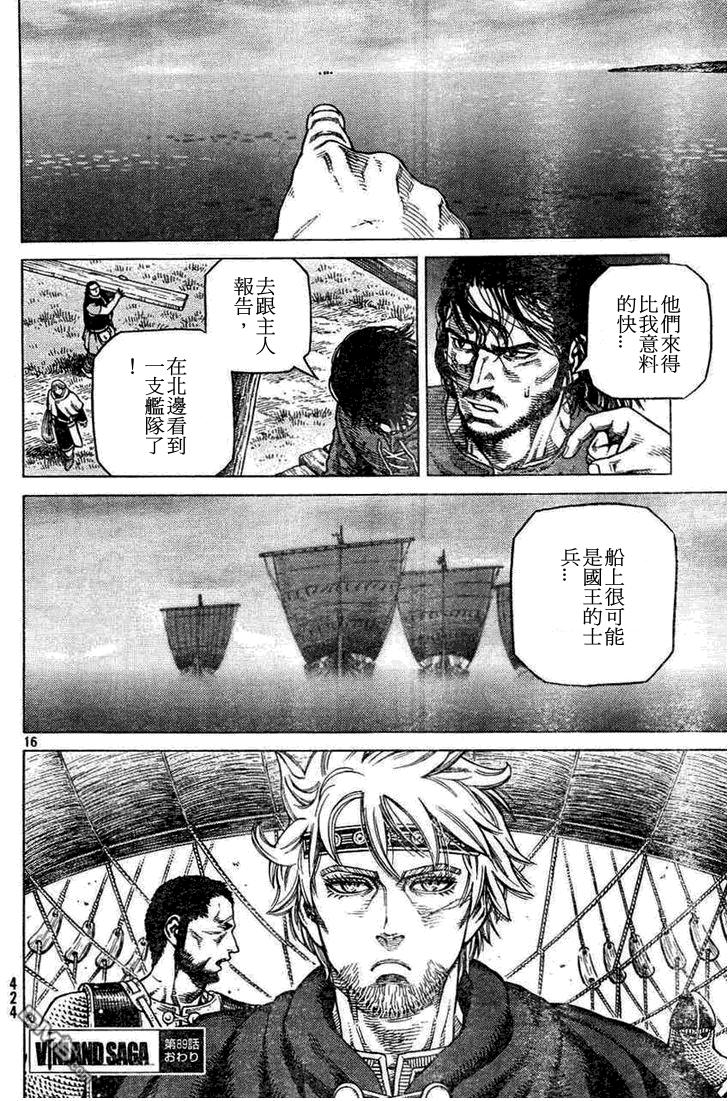 他們來得
比我意料
的快…
去跟主人
報告，
在北邊看到
一支艦隊了
！
船上很可能
是國王的士
兵…
16
424
VINLAND SAGA
第89話
おわり